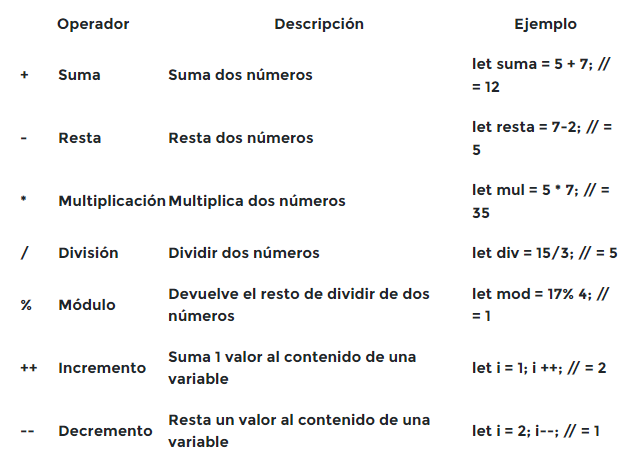 Operador Descripción Ejemplo
+ Suma Suma dos números let suma = 5 + 7; //
= 12
- Resta Resta dos números let resta = 7-2; // =
5
* Multiplicación Multiplica dos números let mul = 5 * 7; // =
35
/ División Dividir dos números let div = 15/3; // = 5
% Módulo Devuelve el resto de dividir de dos
números let mod = 17% 4; //
= 1
++ Incremento Suma 1 valor al contenido de una
variable let i = 1; i ++; // = 2
-- Decremento Resta un valor al contenido de una
variable let i = 2; i--; // = 1